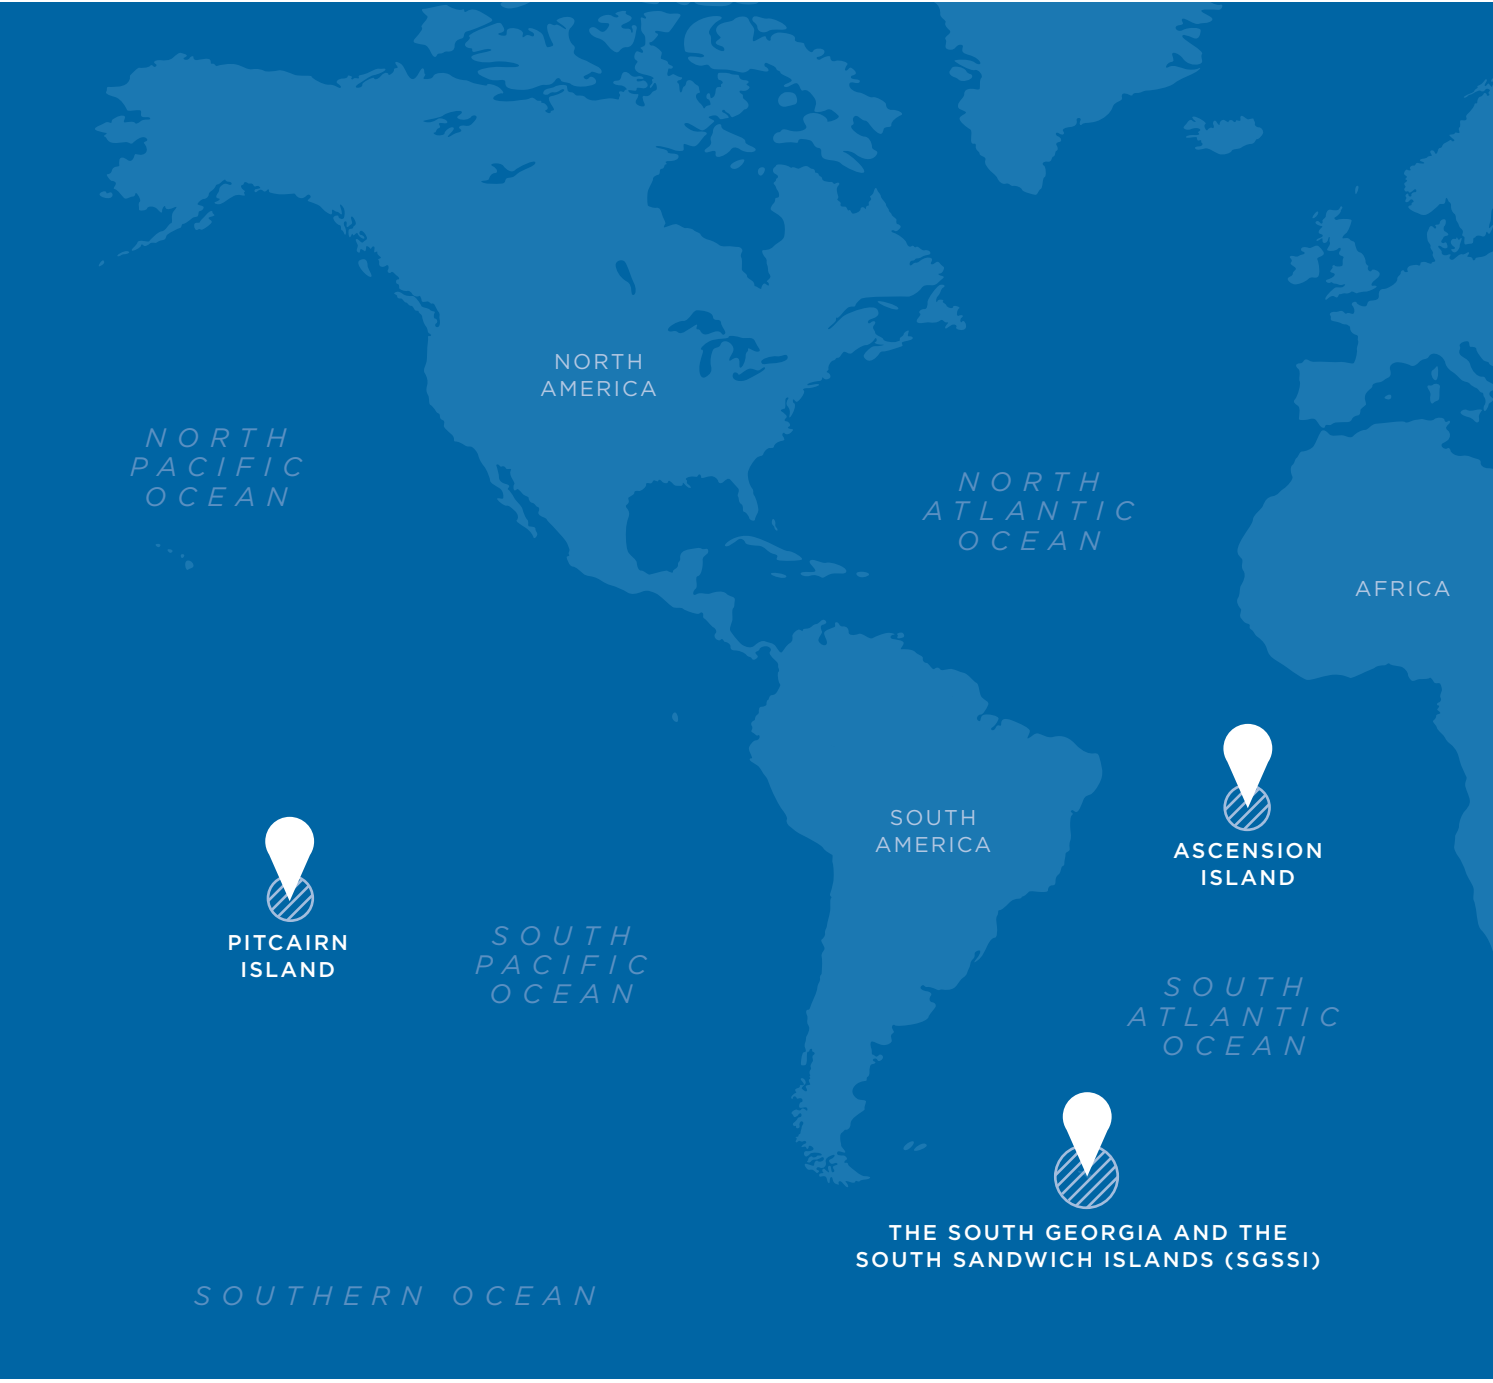 NORTH
AMERICA
NORTH
PACIFIC
OCEAN
NORTH
ATLANTIC
OCEAN
AFRICA
SOUTH
AMERICA
ASCENSION
ISLAND
PITCAIRN
ISLAND
SOUTH
PACIFIC
OCEAN
SOUTH
ATLANTIC
OCEAN
THE SOUTH GEORGIA AND THE
SOUTH SANDWICH ISLANDS (SGSSI)
SOUTHERN OCEAN